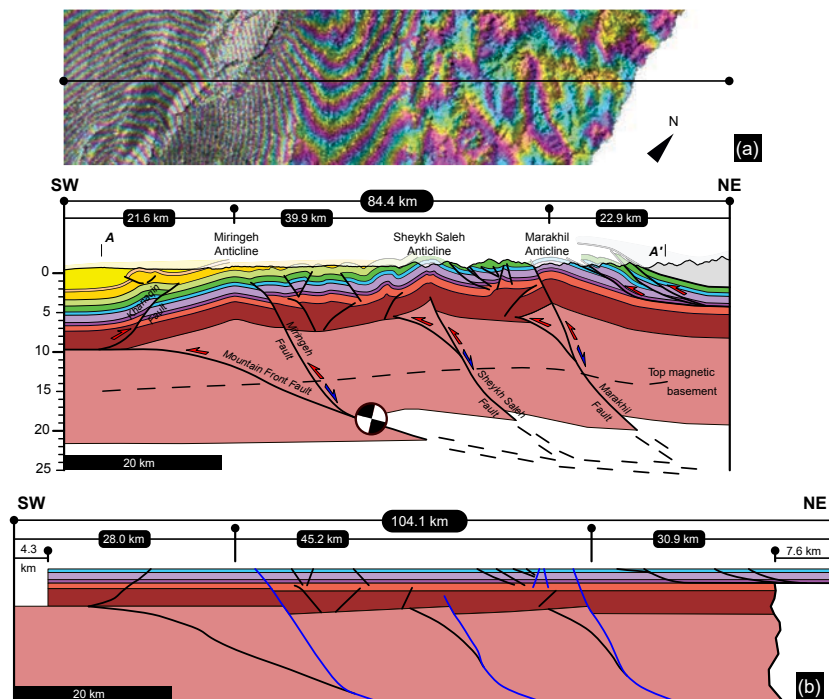 N
(a)
SW NE
84.4 km
21.6 km 39.9 km 22.9 km
A Miringeh Anticline Sheykh Saleh Anticline Marakhil Anticline A'
0
5
10
15
20
25
Khanaqin Fault
Miringeh Fault
Mountain Front Fault
Sheykh Saleh Fault
Marakhil Fault
Top magnetic basement
20 km
SW NE
104.1 km
4.3 km 28.0 km 45.2 km 30.9 km 7.6 km
20 km
(b)